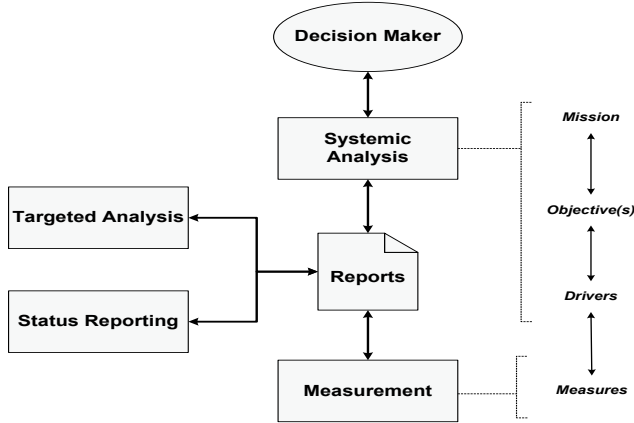 Decision Maker
Systemic
Analysis
Mission
Targeted Analysis
Objective(s)
Reports
Drivers
Status Reporting
Measurement
Measures